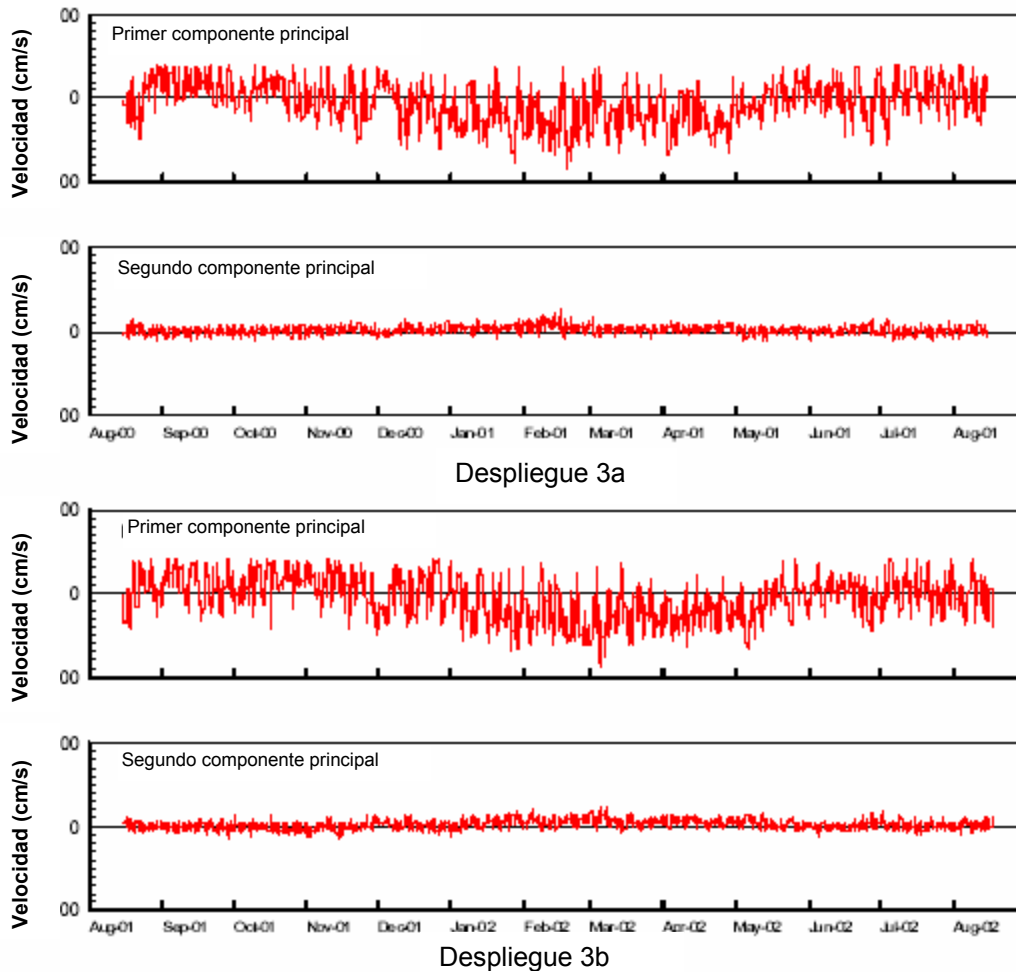 00
Primer componente principal
Velocidad (cm/s)
0
00
00
Segundo componente principal
Velocidad (cm/s)
0
00
Aug-00 Sep-00 Oct-00 Nov-00 Dec-00 Jan-01 Feb-01 Mar-01 Apr-01 May-01 Jun-01 Jul-01 Aug-01
Despliegue 3a
00
Primer componente principal
Velocidad (cm/s)
0
00
00
Segundo componente principal
Velocidad (cm/s)
0
00
Aug-01 Sep-01 Oct-01 Nov-01 Dec-01 Jan-02 Feb-02 Mar-02 Apr-02 May-02 Jun-02 Jul-02 Aug-02
Despliegue 3b